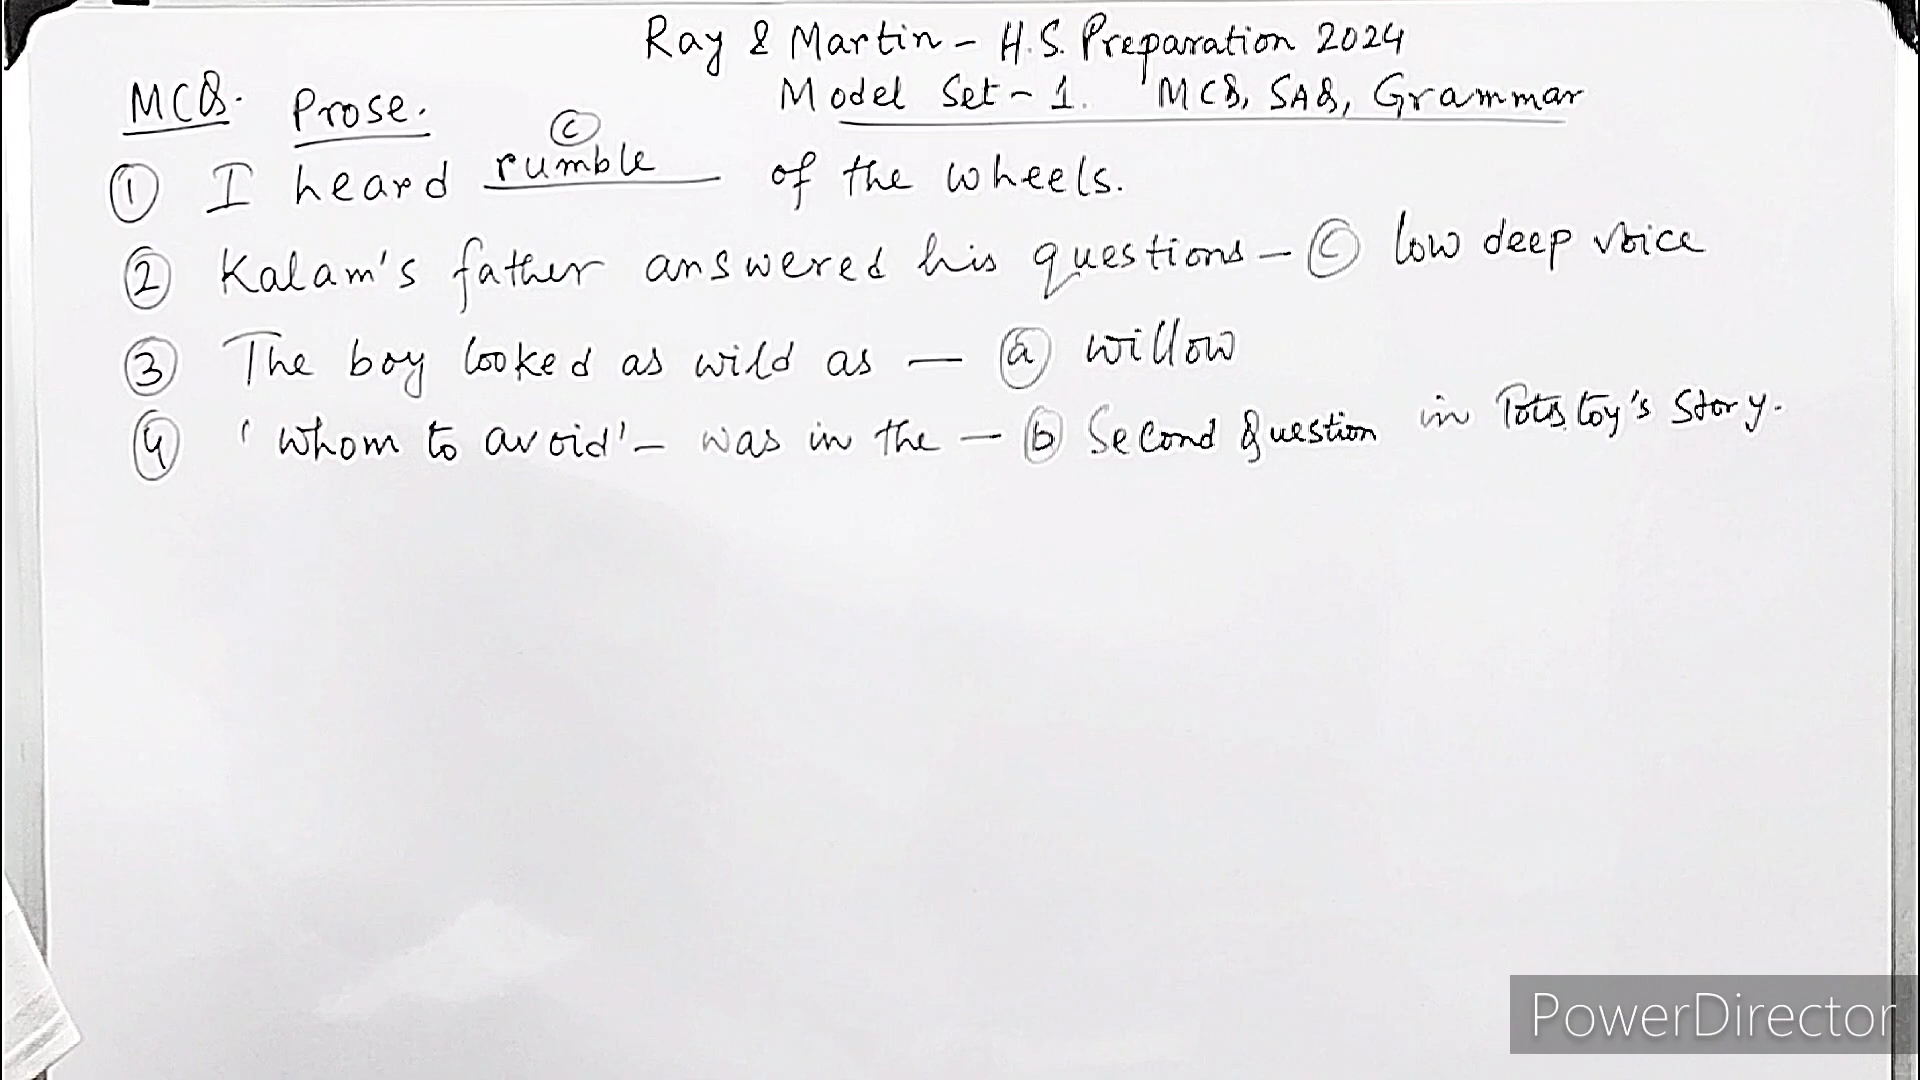 Ray & Martin - H.S. Preparation 2024
Model Set - 1. MCQ, SAQ, Grammar
MCQ. Prose.
① I heard ⓒ rumble of the wheels.
② Kalam's father answered his questions - ⓒ low deep voice
③ The boy looked as wild as — ⓐ willow
④ 'whom to avoid' - was in the — ⓑ Second Question in Story.
PowerDirector